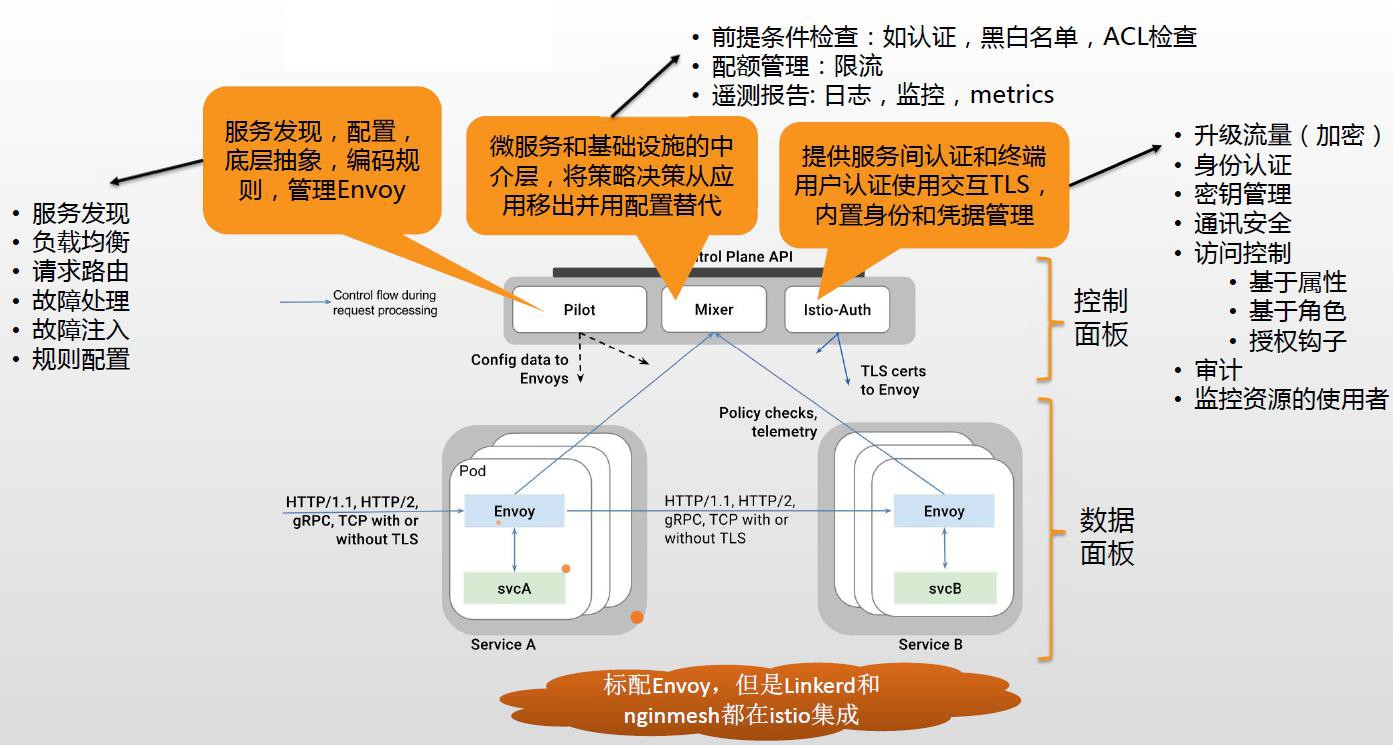 • 前提条件检查：如认证，黑白名单，ACL检查
• 配额管理：限流
• 遥测报告: 日志，监控，metrics
服务发现，配置，
底层抽象，编码规
则，管理Envoy
微服务和基础设施的中
介层，将策略决策从应
用移出并用配置替代
提供服务间认证和终端
用户认证使用交互TLS，
内置身份和凭据管理
• 服务发现
• 负载均衡
• 请求路由
• 故障处理
• 故障注入
• 规则配置
• 升级流量（加密）
• 身份认证
• 密钥管理
• 通讯安全
• 访问控制
• 基于属性
• 基于角色
• 授权钩子
• 审计
• 监控资源的使用者
Plane API
Control flow during
request processing
Pilot
Mixer
Istio-Auth
控制
面板
Config data to
Envoys
TLS certs
to Envoy
Policy checks,
telemetry
Pod
HTTP/1.1, HTTP/2,
gRPC, TCP with or
without TLS
Envoy
svcA
Service A
HTTP/1.1, HTTP/2,
gRPC, TCP with or
without TLS
Envoy
svcB
Service B
数据
面板
标配Envoy，但是Linkerd和
nginmesh都在istio集成